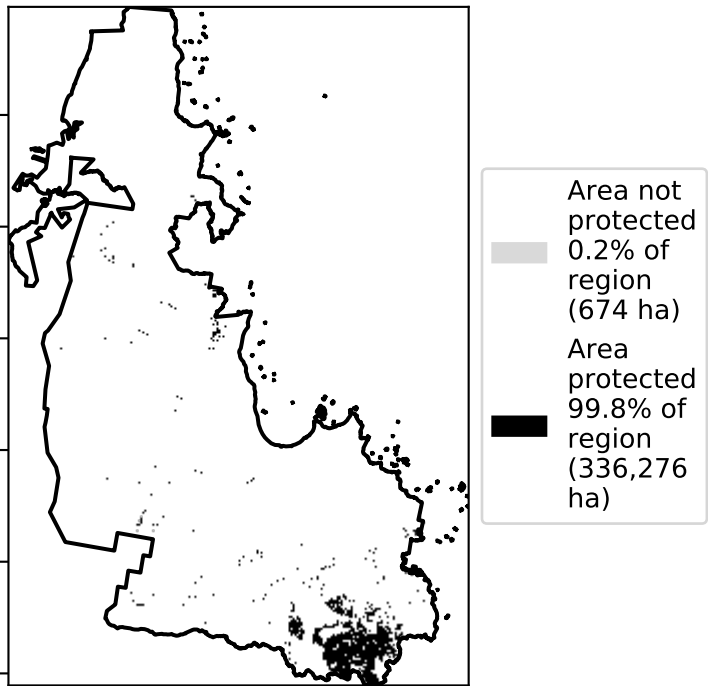 Area not
protected
0.2% of
region
(674 ha)
Area
protected
99.8% of
region
(336,276
ha)